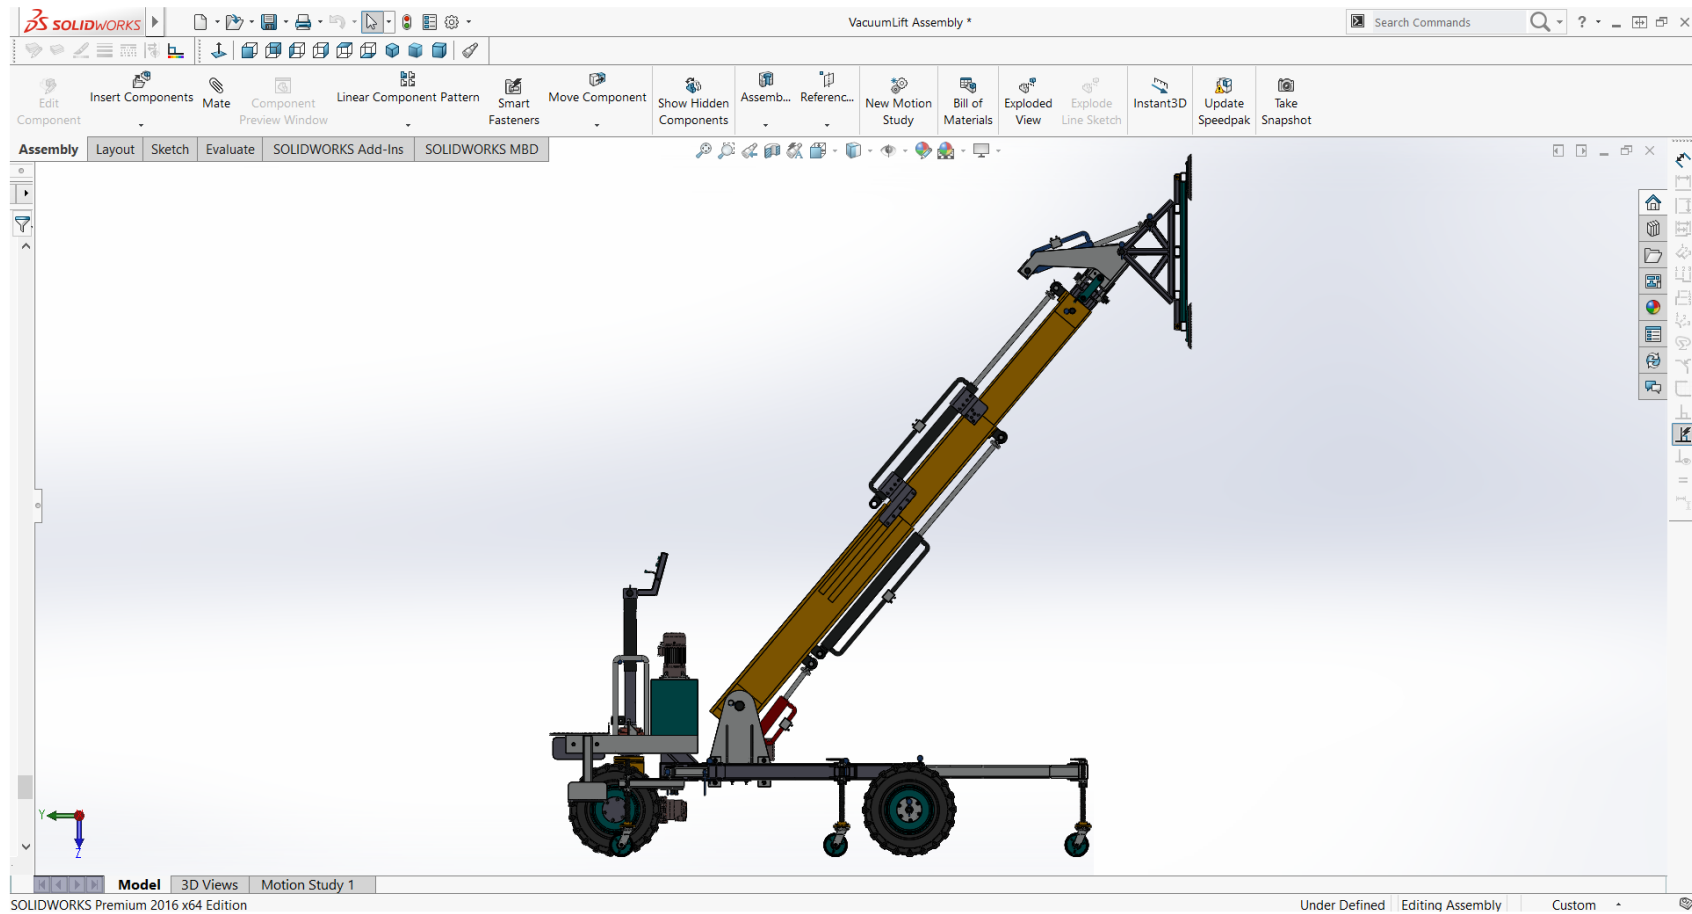 SOLIDWORKS
VacuumLift Assembly *
Search Commands
?
Edit Component
Insert Components
Mate
Component Preview Window
Linear Component Pattern
Smart Fasteners
Move Component
Show Hidden Components
Assemb...
Referenc...
New Motion Study
Bill of Materials
Exploded View
Explode Line Sketch
Instant3D
Update Speedpak
Take Snapshot
Assembly
Layout
Sketch
Evaluate
SOLIDWORKS Add-Ins
SOLIDWORKS MBD
Y
Z
Model
3D Views
Motion Study 1
SOLIDWORKS Premium 2016 x64 Edition
Under Defined
Editing Assembly
Custom